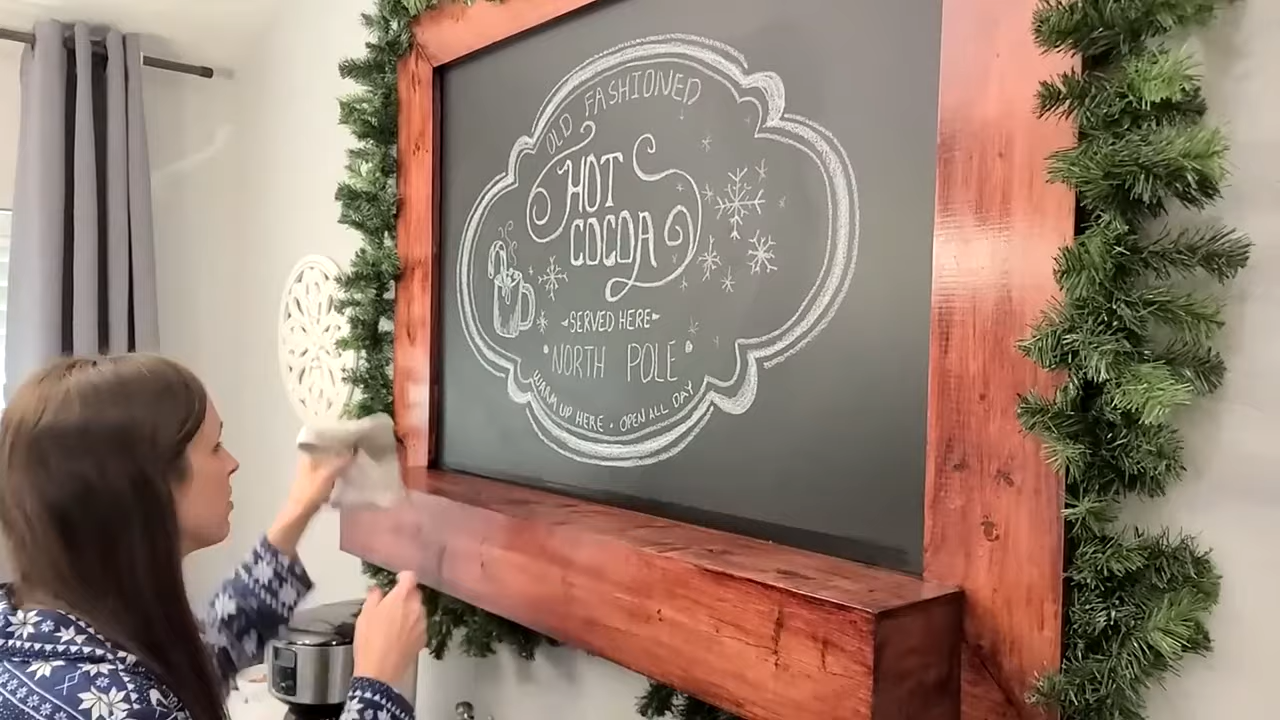 OLD FASHIONED
HOT
COCOA
SERVED HERE
NORTH POLE
WARM UP HERE • OPEN ALL DAY